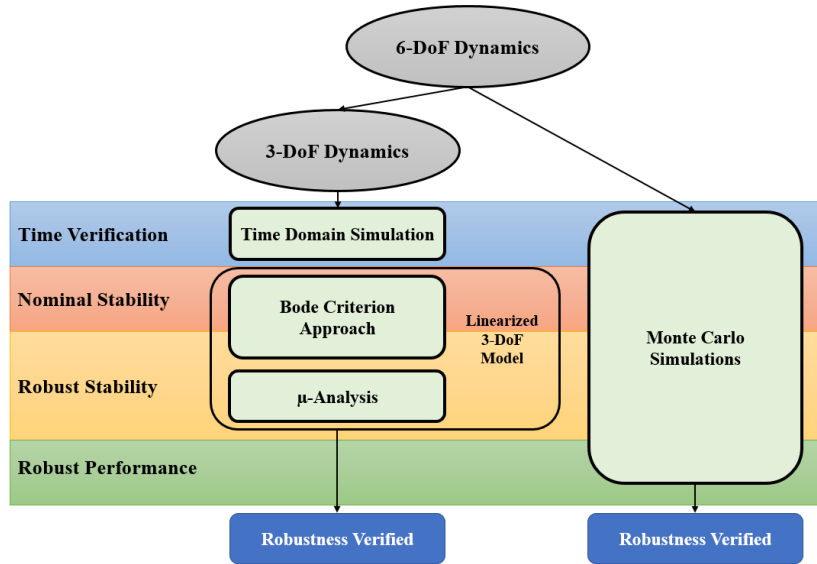 6-DoF Dynamics
3-DoF Dynamics
Time Verification
Time Domain Simulation
Nominal Stability
Bode Criterion
Approach
Linearized
3-DoF
Model
Monte Carlo
Simulations
Robust Stability
μ-Analysis
Robust Performance
Robustness Verified
Robustness Verified